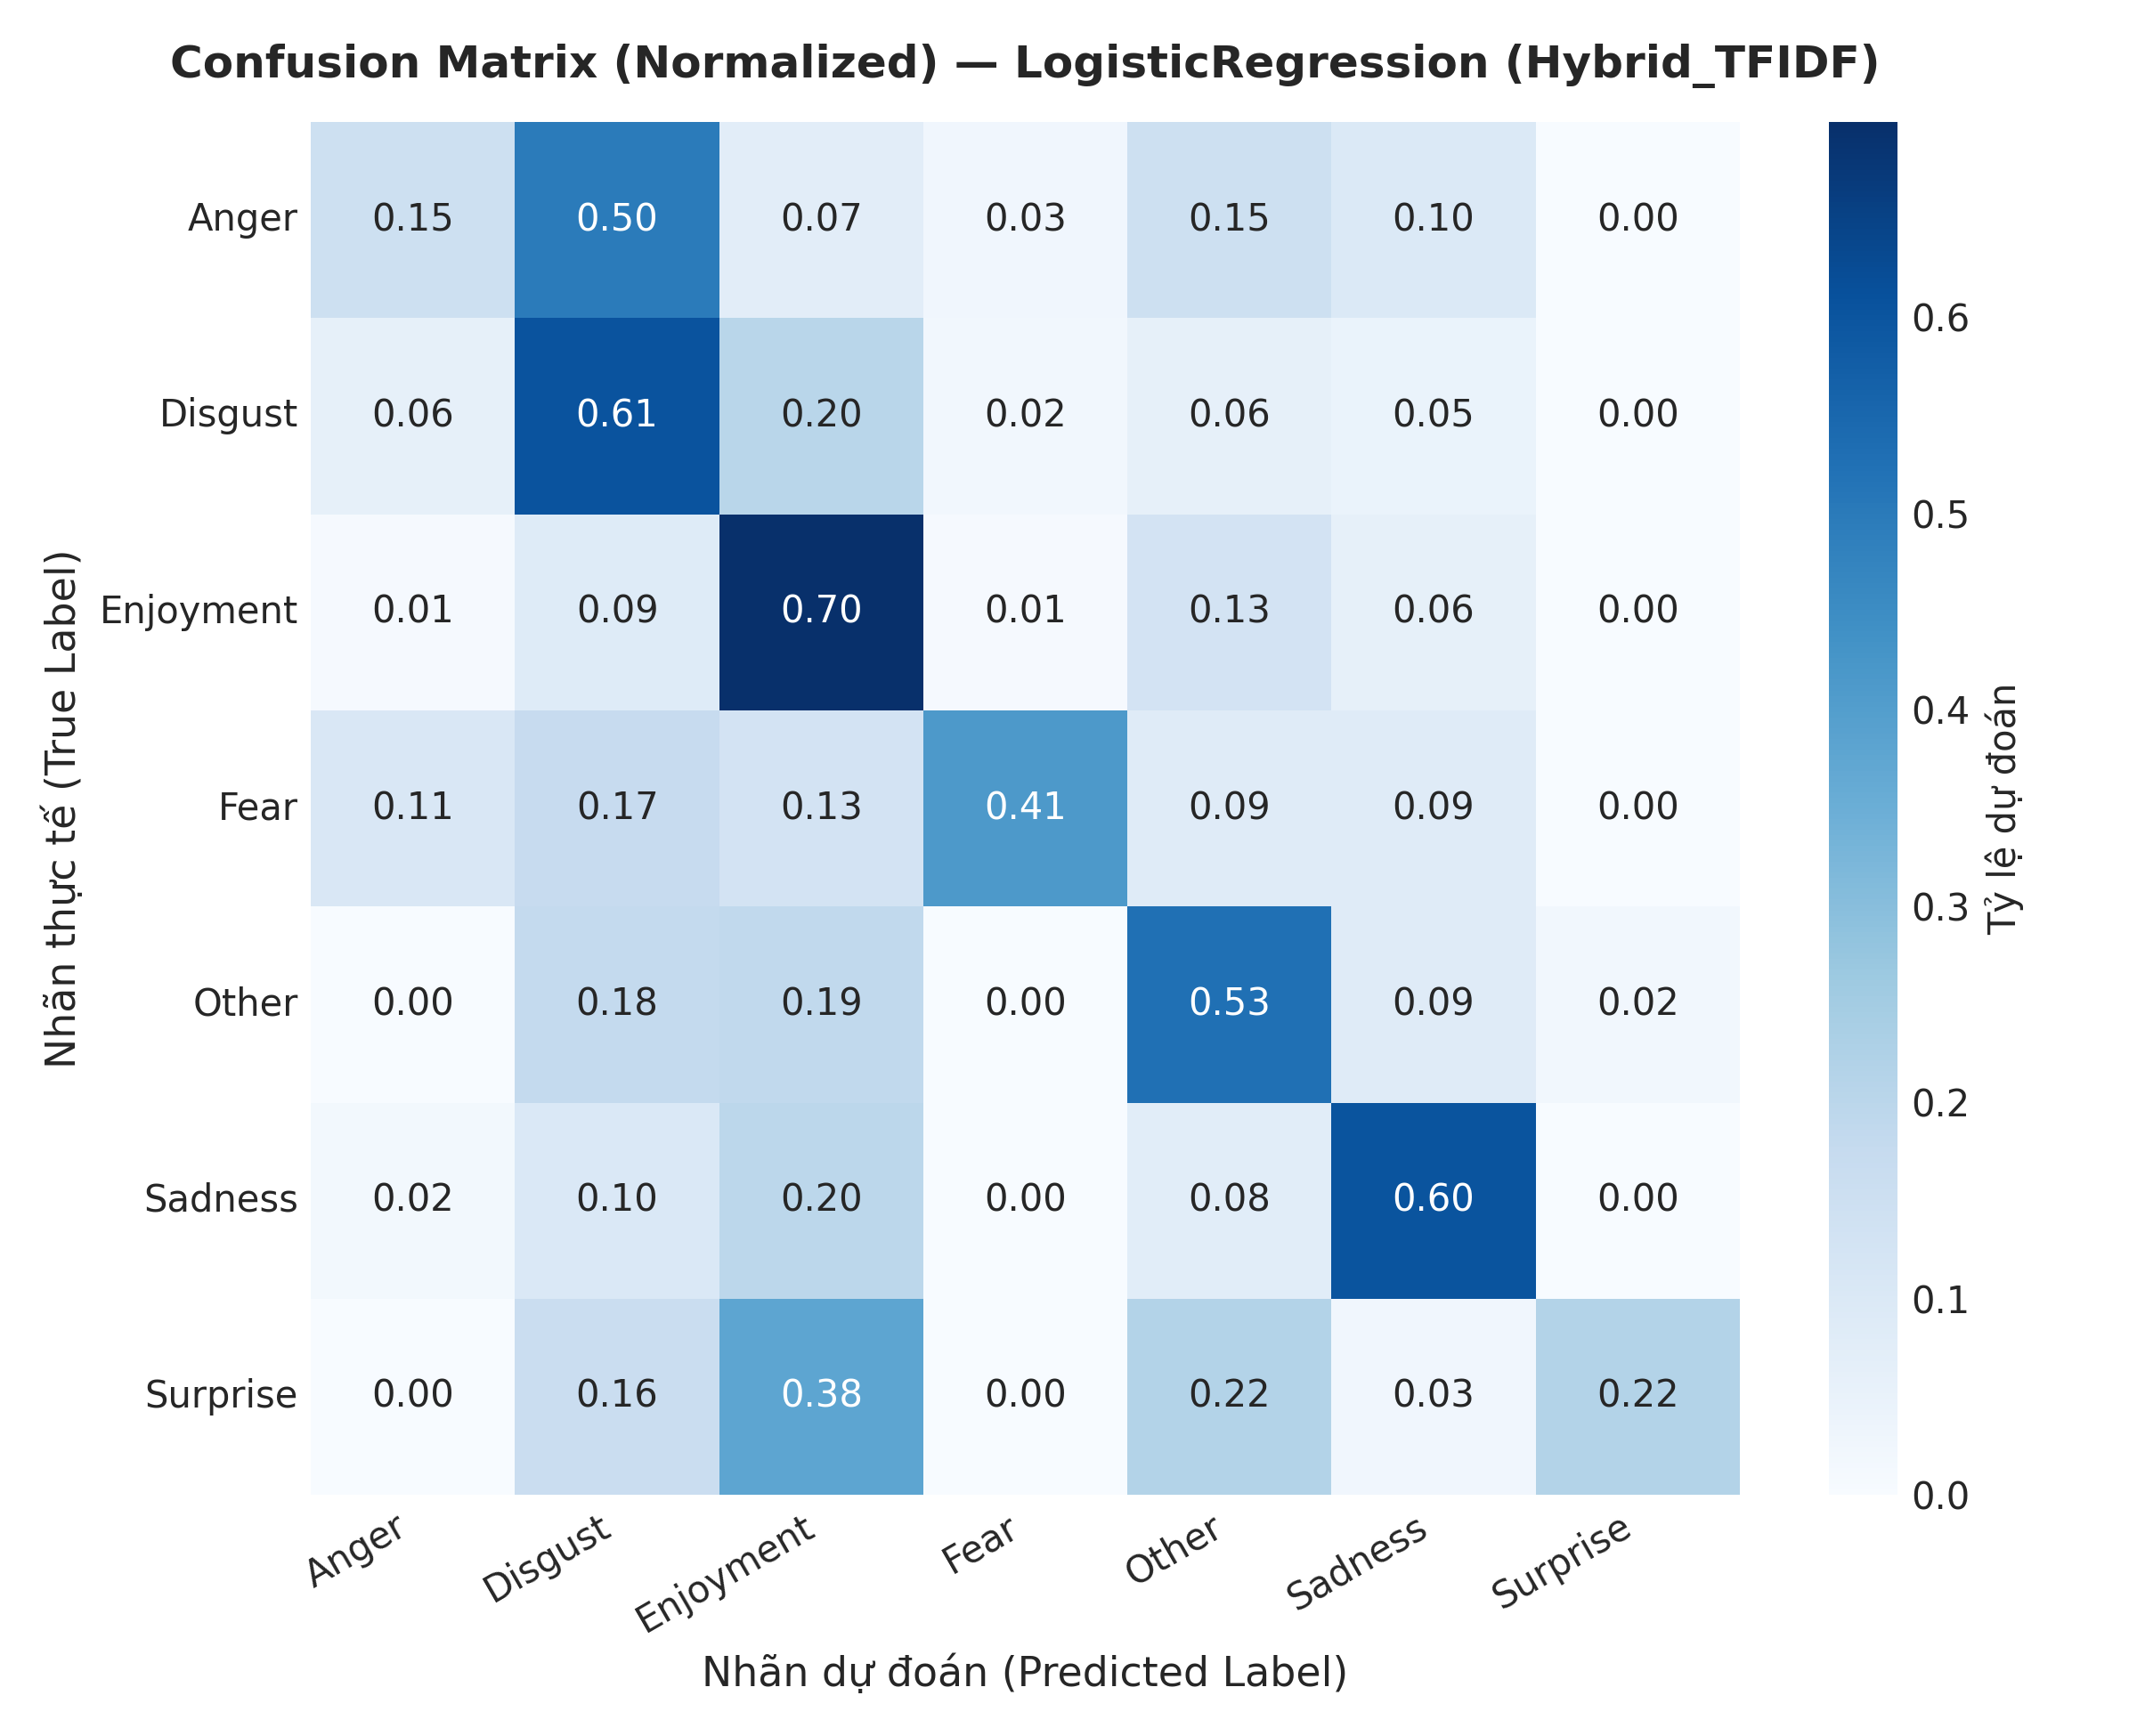 Confusion Matrix (Normalized) — LogisticRegression (Hybrid_TFIDF)
Nhãn thực tế (True Label)
Anger 0.15 0.50 0.07 0.03 0.15 0.10 0.00
Disgust 0.06 0.61 0.20 0.02 0.06 0.05 0.00
Enjoyment 0.01 0.09 0.70 0.01 0.13 0.06 0.00
Fear 0.11 0.17 0.13 0.41 0.09 0.09 0.00
Other 0.00 0.18 0.19 0.00 0.53 0.09 0.02
Sadness 0.02 0.10 0.20 0.00 0.08 0.60 0.00
Surprise 0.00 0.16 0.38 0.00 0.22 0.03 0.22
Anger Disgust Enjoyment Fear Other Sadness Surprise
Nhãn dự đoán (Predicted Label)
0.6
0.5
0.4
0.3
0.2
0.1
0.0
Tỷ lệ dự đoán